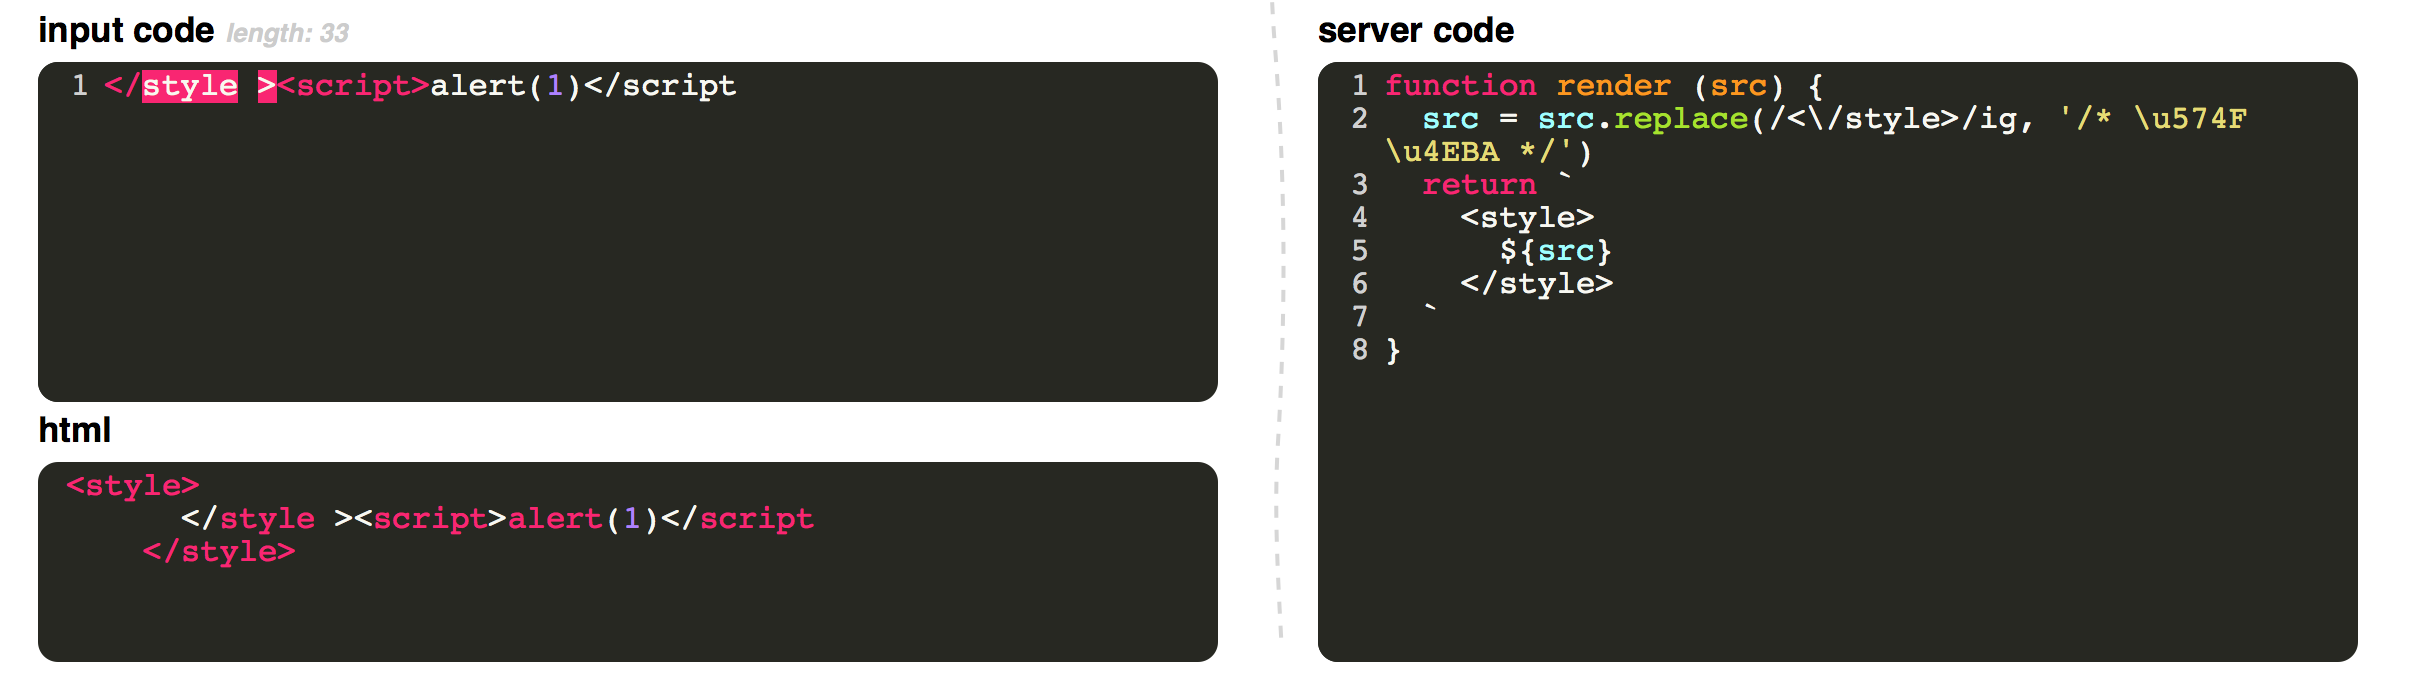 input code length: 33
1 </style ><script>alert(1)</script
html
<style>
</style ><script>alert(1)</script
</style>
server code
1 function render (src) {
2 src = src.replace(/<\/style>/ig, '/* \u574F
\u4EBA */')
3 return `
4 <style>
5 ${src}
6 </style>
7 `
8 }